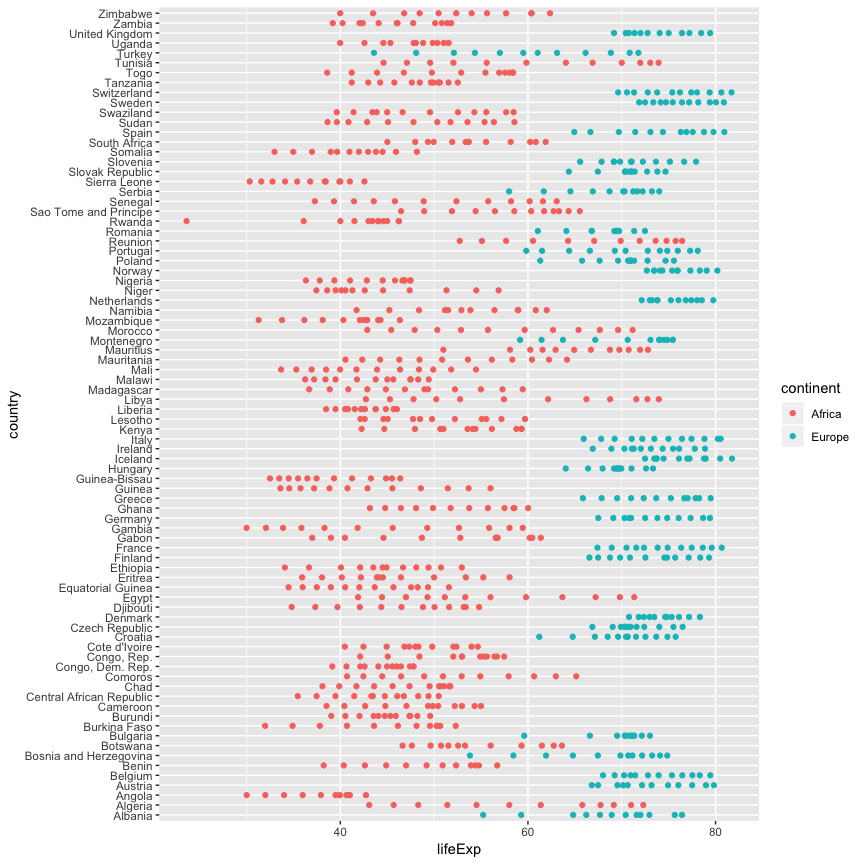 Zimbabwe
Zambia
United Kingdom
Uganda
Turkey
Tunisia
Togo
Tanzania
Switzerland
Sweden
Swaziland
Sudan
Spain
South Africa
Somalia
Slovenia
Slovak Republic
Sierra Leone
Serbia
Senegal
Sao Tome and Principe
Rwanda
Romania
Reunion
Portugal
Poland
Norway
Nigeria
Niger
Netherlands
Namibia
Mozambique
Morocco
Montenegro
Mauritius
Mauritania
Mali
Malawi
Madagascar
Libya
Liberia
Lesotho
Kenya
Italy
Ireland
Iceland
Hungary
Guinea-Bissau
Guinea
Greece
Ghana
Germany
Gambia
Gabon
France
Finland
Ethiopia
Eritrea
Equatorial Guinea
Egypt
Djibouti
Denmark
Czech Republic
Croatia
Cote d'Ivoire
Congo, Rep.
Congo, Dem. Rep.
Comoros
Chad
Central African Republic
Cameroon
Burundi
Burkina Faso
Bulgaria
Botswana
Bosnia and Herzegovina
Benin
Belgium
Austria
Angola
Algeria
Albania
country
40
60
80
lifeExp
continent
Africa
Europe